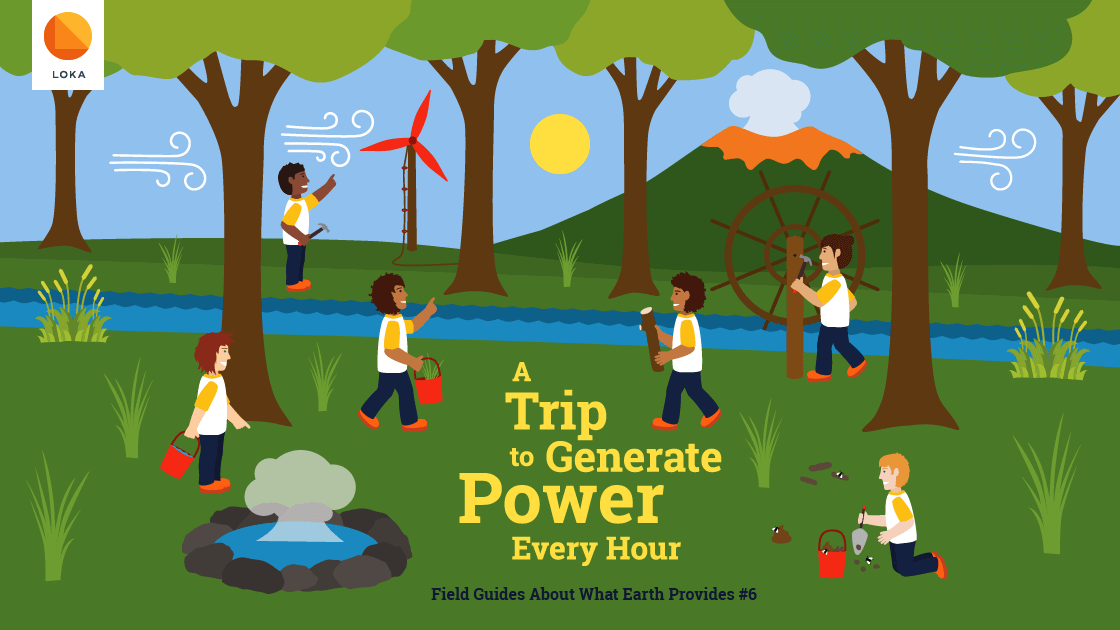 LOKA
A
Trip
to Generate
Power
Every Hour
Field Guides About What Earth Provides #6